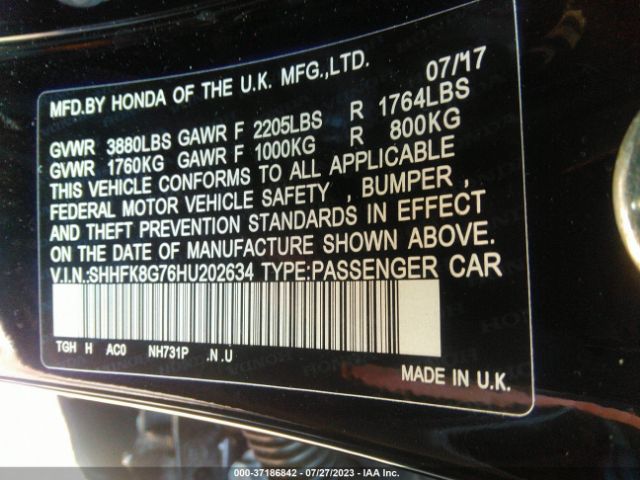 MFD.BY HONDA OF THE U.K. MFG.,LTD. 07/17
GVWR 3880LBS GAWR F 2205LBS R 1764LBS
GVWR 1760KG GAWR F 1000KG R 800KG
THIS VEHICLE CONFORMS TO ALL APPLICABLE
FEDERAL MOTOR VEHICLE SAFETY , BUMPER ,
AND THEFT PREVENTION STANDARDS IN EFFECT
ON THE DATE OF MANUFACTURE SHOWN ABOVE.
V.I.N.:SHHFK8G76HU202634 TYPE:PASSENGER CAR
TGH H AC0 NH731P .N.U
MADE IN U.K.
000-37186842 / 07/27/2023 / IAA Inc.